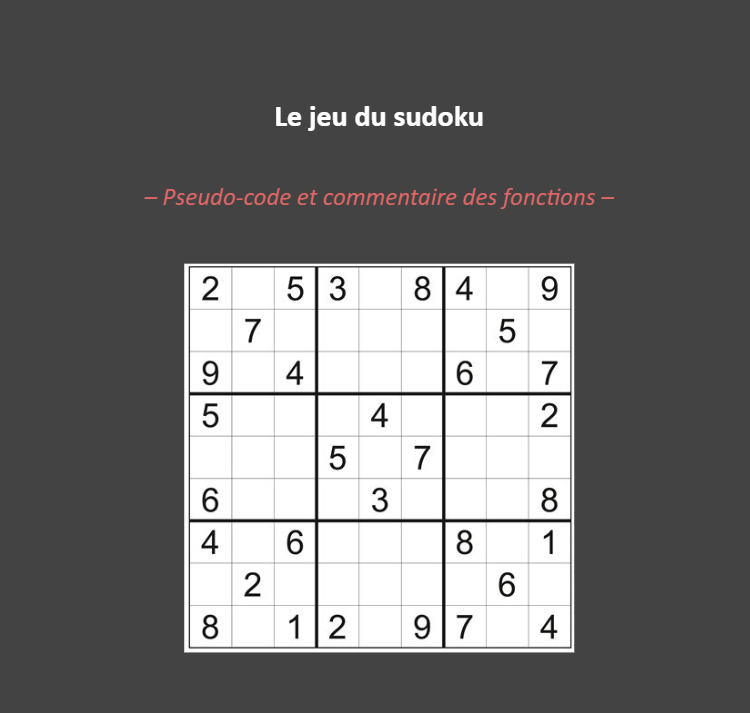 Le jeu du sudoku
– Pseudo-code et commentaire des fonctions –
2 5 3 8 4 9
7 5
9 4 6 7
5 4 2
5 7
6 3 8
4 6 8 1
2 6
8 1 2 9 7 4